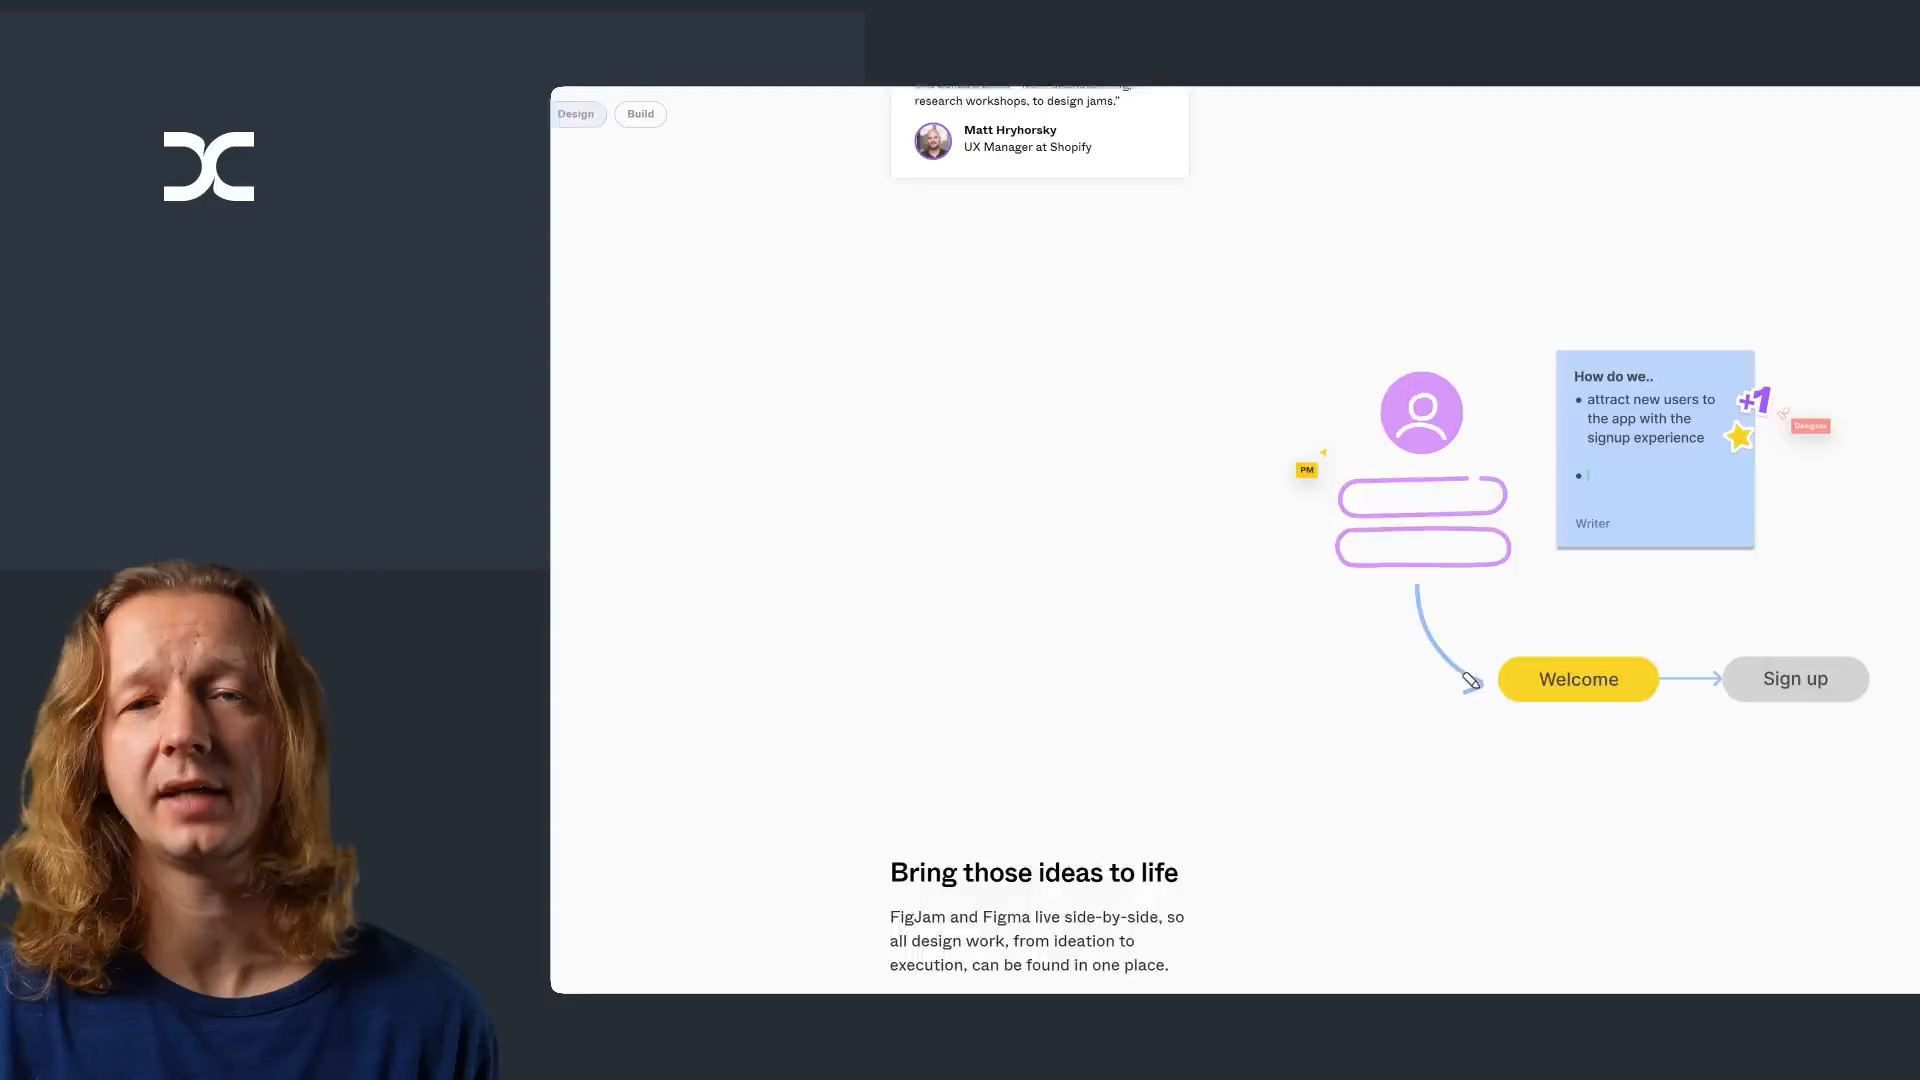 Design
Build
research workshops, to design jams.”
Matt Hryhorsky
UX Manager at Shopify
How do we..
• attract new users to
the app with the
signup experience
•
Writer
+1
Designer
PM
Welcome
Sign up
Bring those ideas to life
FigJam and Figma live side-by-side, so
all design work, from ideation to
execution, can be found in one place.